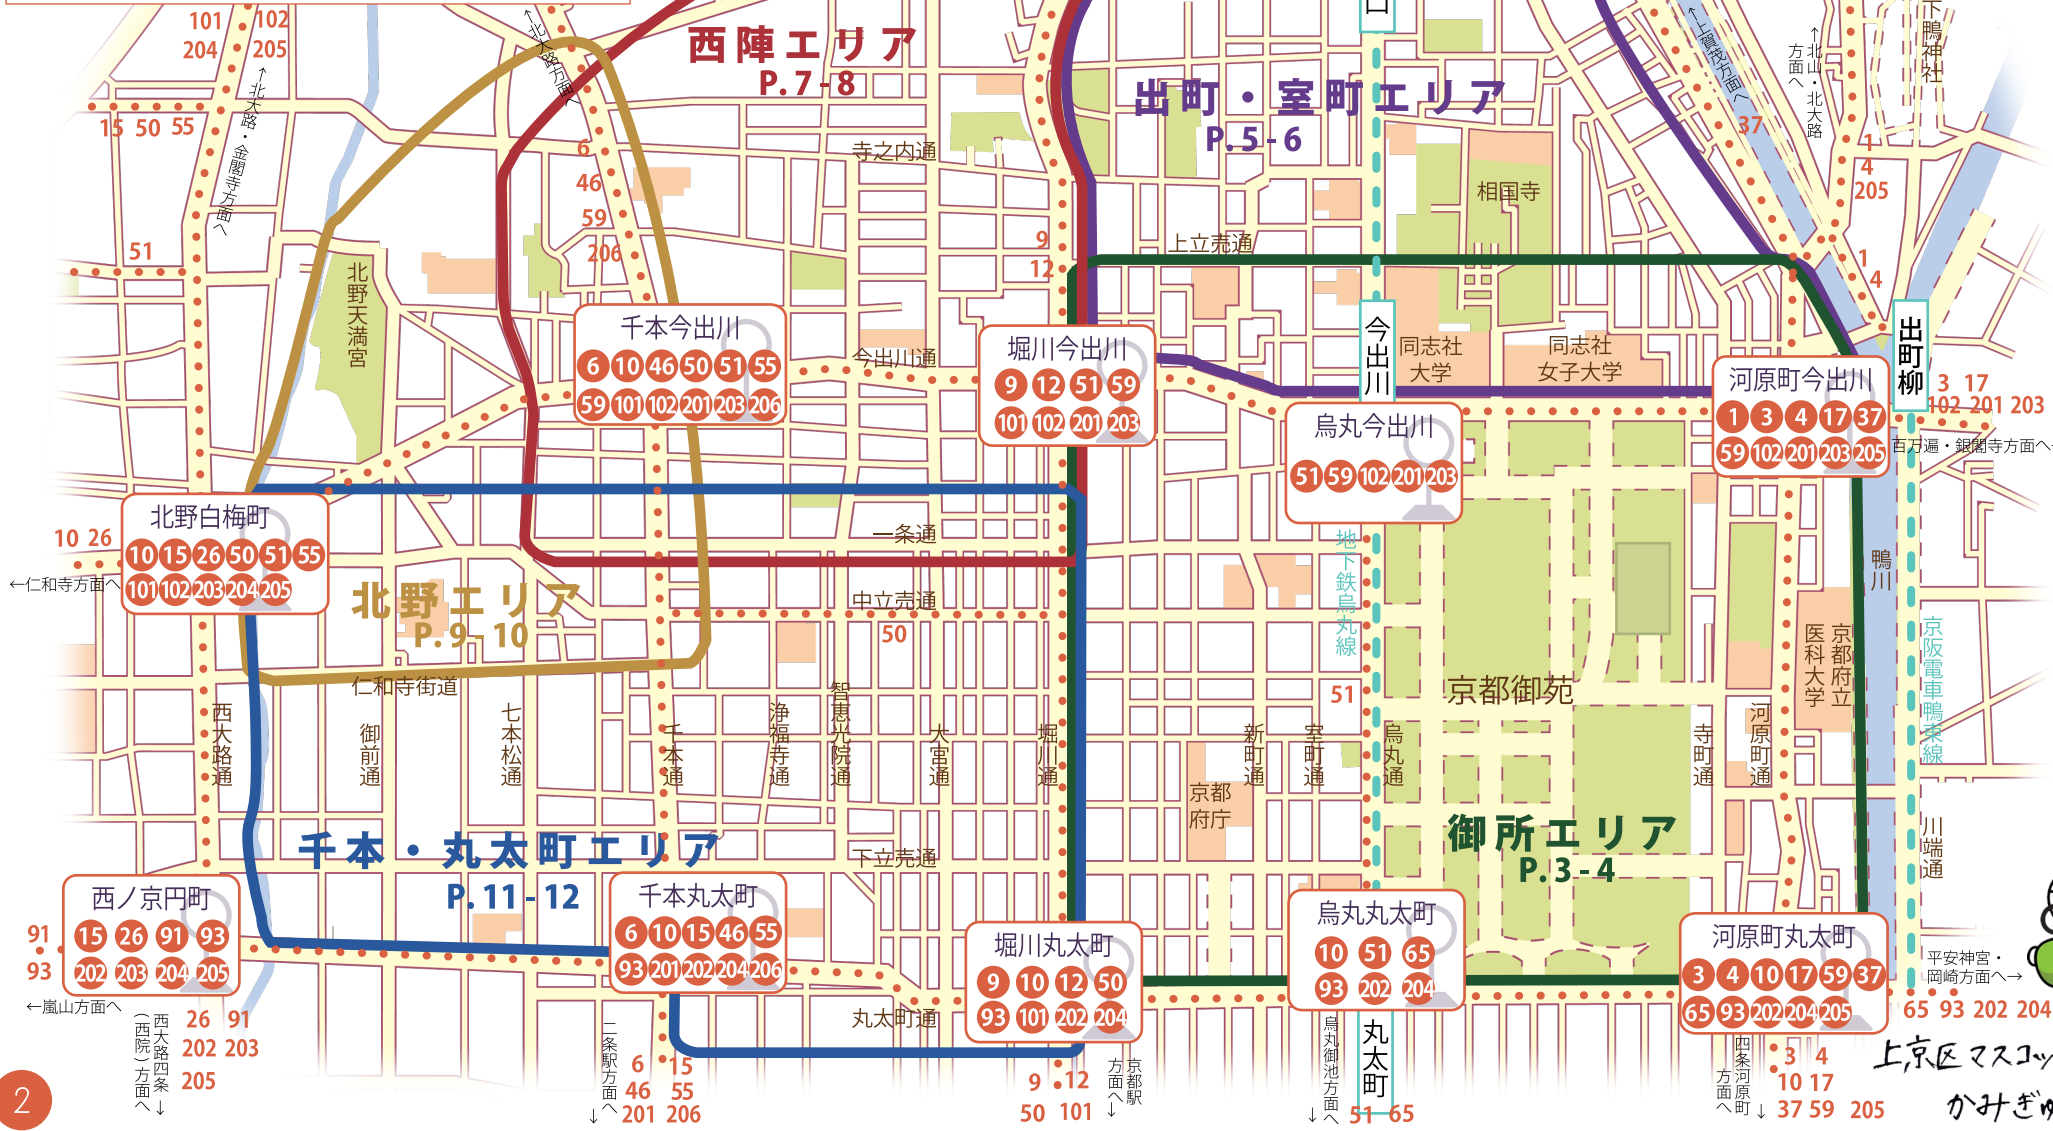 101 102
204 205
←北大路・金閣寺方面へ
←北大路方面へ
15 50 55
51
西陣エリア
P.7-8
出町・室町エリア
P.5-6
寺之内通
6
46
59
206
9
12
上立売通
相国寺
←上賀茂方面へ
37
←北山・北大路
方面へ
下鴨神社
1
4
205
1
4
北野天満宮
千本今出川
6 10 46 50 51 55
59 101 102 201 203 206
今出川通
堀川今出川
9 12 51 59
101 102 201 203
今出川
同志社
大学
同志社
女子大学
烏丸今出川
51 59 102 201 203
河原町今出川
1 3 4 17 37
59 102 201 203 205
出町柳
3 17
102 201 203
百万遍・銀閣寺方面へ
北野白梅町
10 15 26 50 51 55
101 102 203 204 205
10 26
←仁和寺方面へ
一条通
北野エリア
P.9-10
中立売通
50
仁和寺街道
地下鉄烏丸線
51
京都御苑
鴨川
京都府立
医科大学
京阪電車鴨東線
西大路通
御前通
七本松通
千本通
浄福寺通
智恵光院通
大宮通
堀川通
新町通
室町通
烏丸通
寺町通
河原町通
京都
府庁
千本・丸太町エリア
P.11-12
下立売通
御所エリア
P.3-4
川端通
西ノ京円町
15 26 91 93
202 203 204 205
91
93
←嵐山方面へ
千本丸太町
6 10 15 46 55
93 201 202 204 206
堀川丸太町
9 10 12 50
93 101 202 204
烏丸丸太町
10 51 65
93 202 204
河原町丸太町
3 4 10 17 59 37
65 93 202 204 205
平安神宮・
岡崎方面へ→
65 93 202 204
丸太町通
丸太町
西大路四条→
(西院)方面へ
26 91
202 203
205
二条駅方面へ→
6 15
46 55
201 206
9 12
50 101
京都駅
方面へ→
烏丸御池方面へ→
51 65
四条河原町
方面へ→
3 4
10 17
37 59 205
上京区マスコッ
かみぎゅ
2